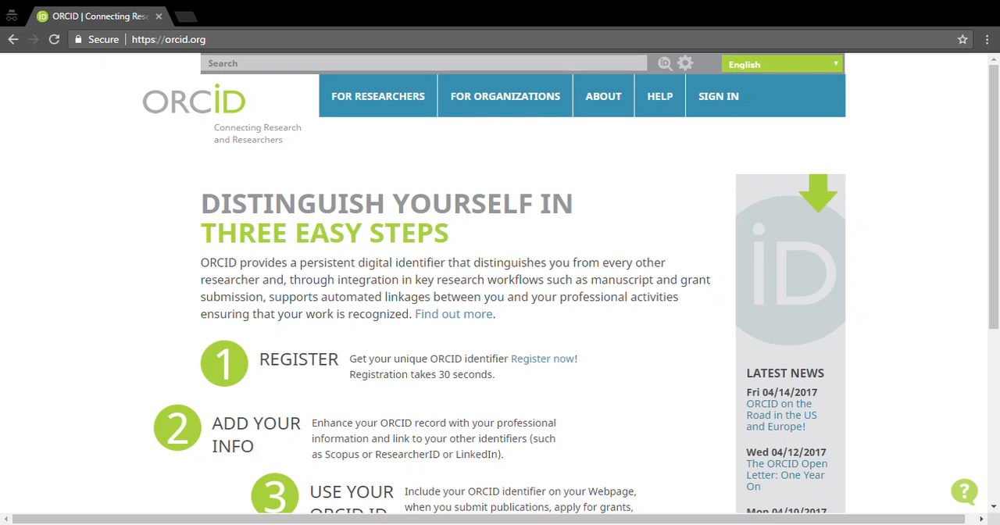 ORCID | Connecting Rese
Secure https://orcid.org
Search
iD
English
ORCiD
Connecting Research
and Researchers
FOR RESEARCHERS FOR ORGANIZATIONS ABOUT HELP SIGN IN
DISTINGUISH YOURSELF IN
THREE EASY STEPS
ORCID provides a persistent digital identifier that distinguishes you from every other
researcher and, through integration in key research workflows such as manuscript and grant
submission, supports automated linkages between you and your professional activities
ensuring that your work is recognized. Find out more.
1
REGISTER
Get your unique ORCID identifier Register now!
Registration takes 30 seconds.
2
ADD YOUR
INFO
Enhance your ORCID record with your professional
information and link to your other identifiers (such
as Scopus or ResearcherID or LinkedIn).
3
USE YOUR
ORCID ID
Include your ORCID identifier on your Webpage,
when you submit publications, apply for grants,
iD
LATEST NEWS
Fri 04/14/2017
ORCID on the
Road in the US
and Europe!
Wed 04/12/2017
The ORCID Open
Letter: One Year
On
Mon 04/10/2017
?